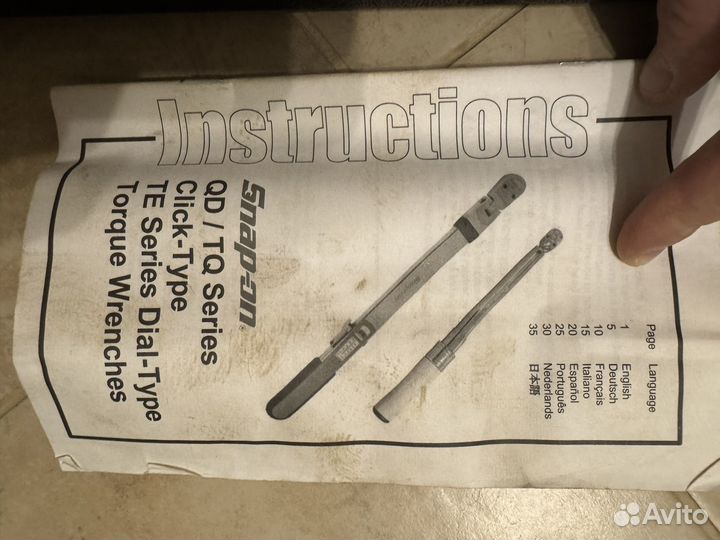 Instructions
Snap-on®
QD / TQ Series
Click-Type
TE Series Dial-Type
Torque Wrenches
Page Language
1 English
5 Deutsch
10 Français
15 Italiano
20 Español
25 Português
30 Nederlands
35 日本語
Avito